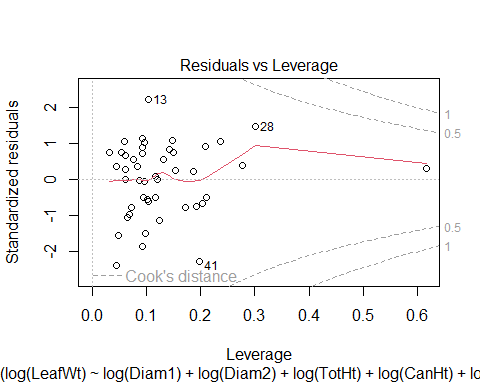 Residuals vs Leverage
Standardized residuals
2
1
0
-1
-2
13
28
41
1
0.5
0.5
1
Cook's distance
0.0 0.1 0.2 0.3 0.4 0.5 0.6
Leverage
(log(LeafWt) ~ log(Diam1) + log(Diam2) + log(TotHt) + log(CanHt) + lo